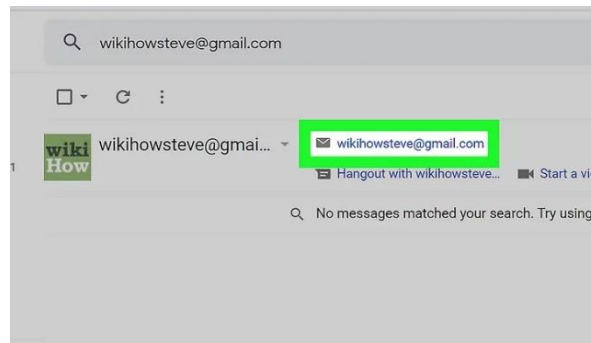 wikihowsteve@gmail.com
wikihowsteve@gmai...
wikihowsteve@gmail.com
wiki
How
1
Hangout with wikihowsteve...
Start a vi
No messages matched your search. Try using